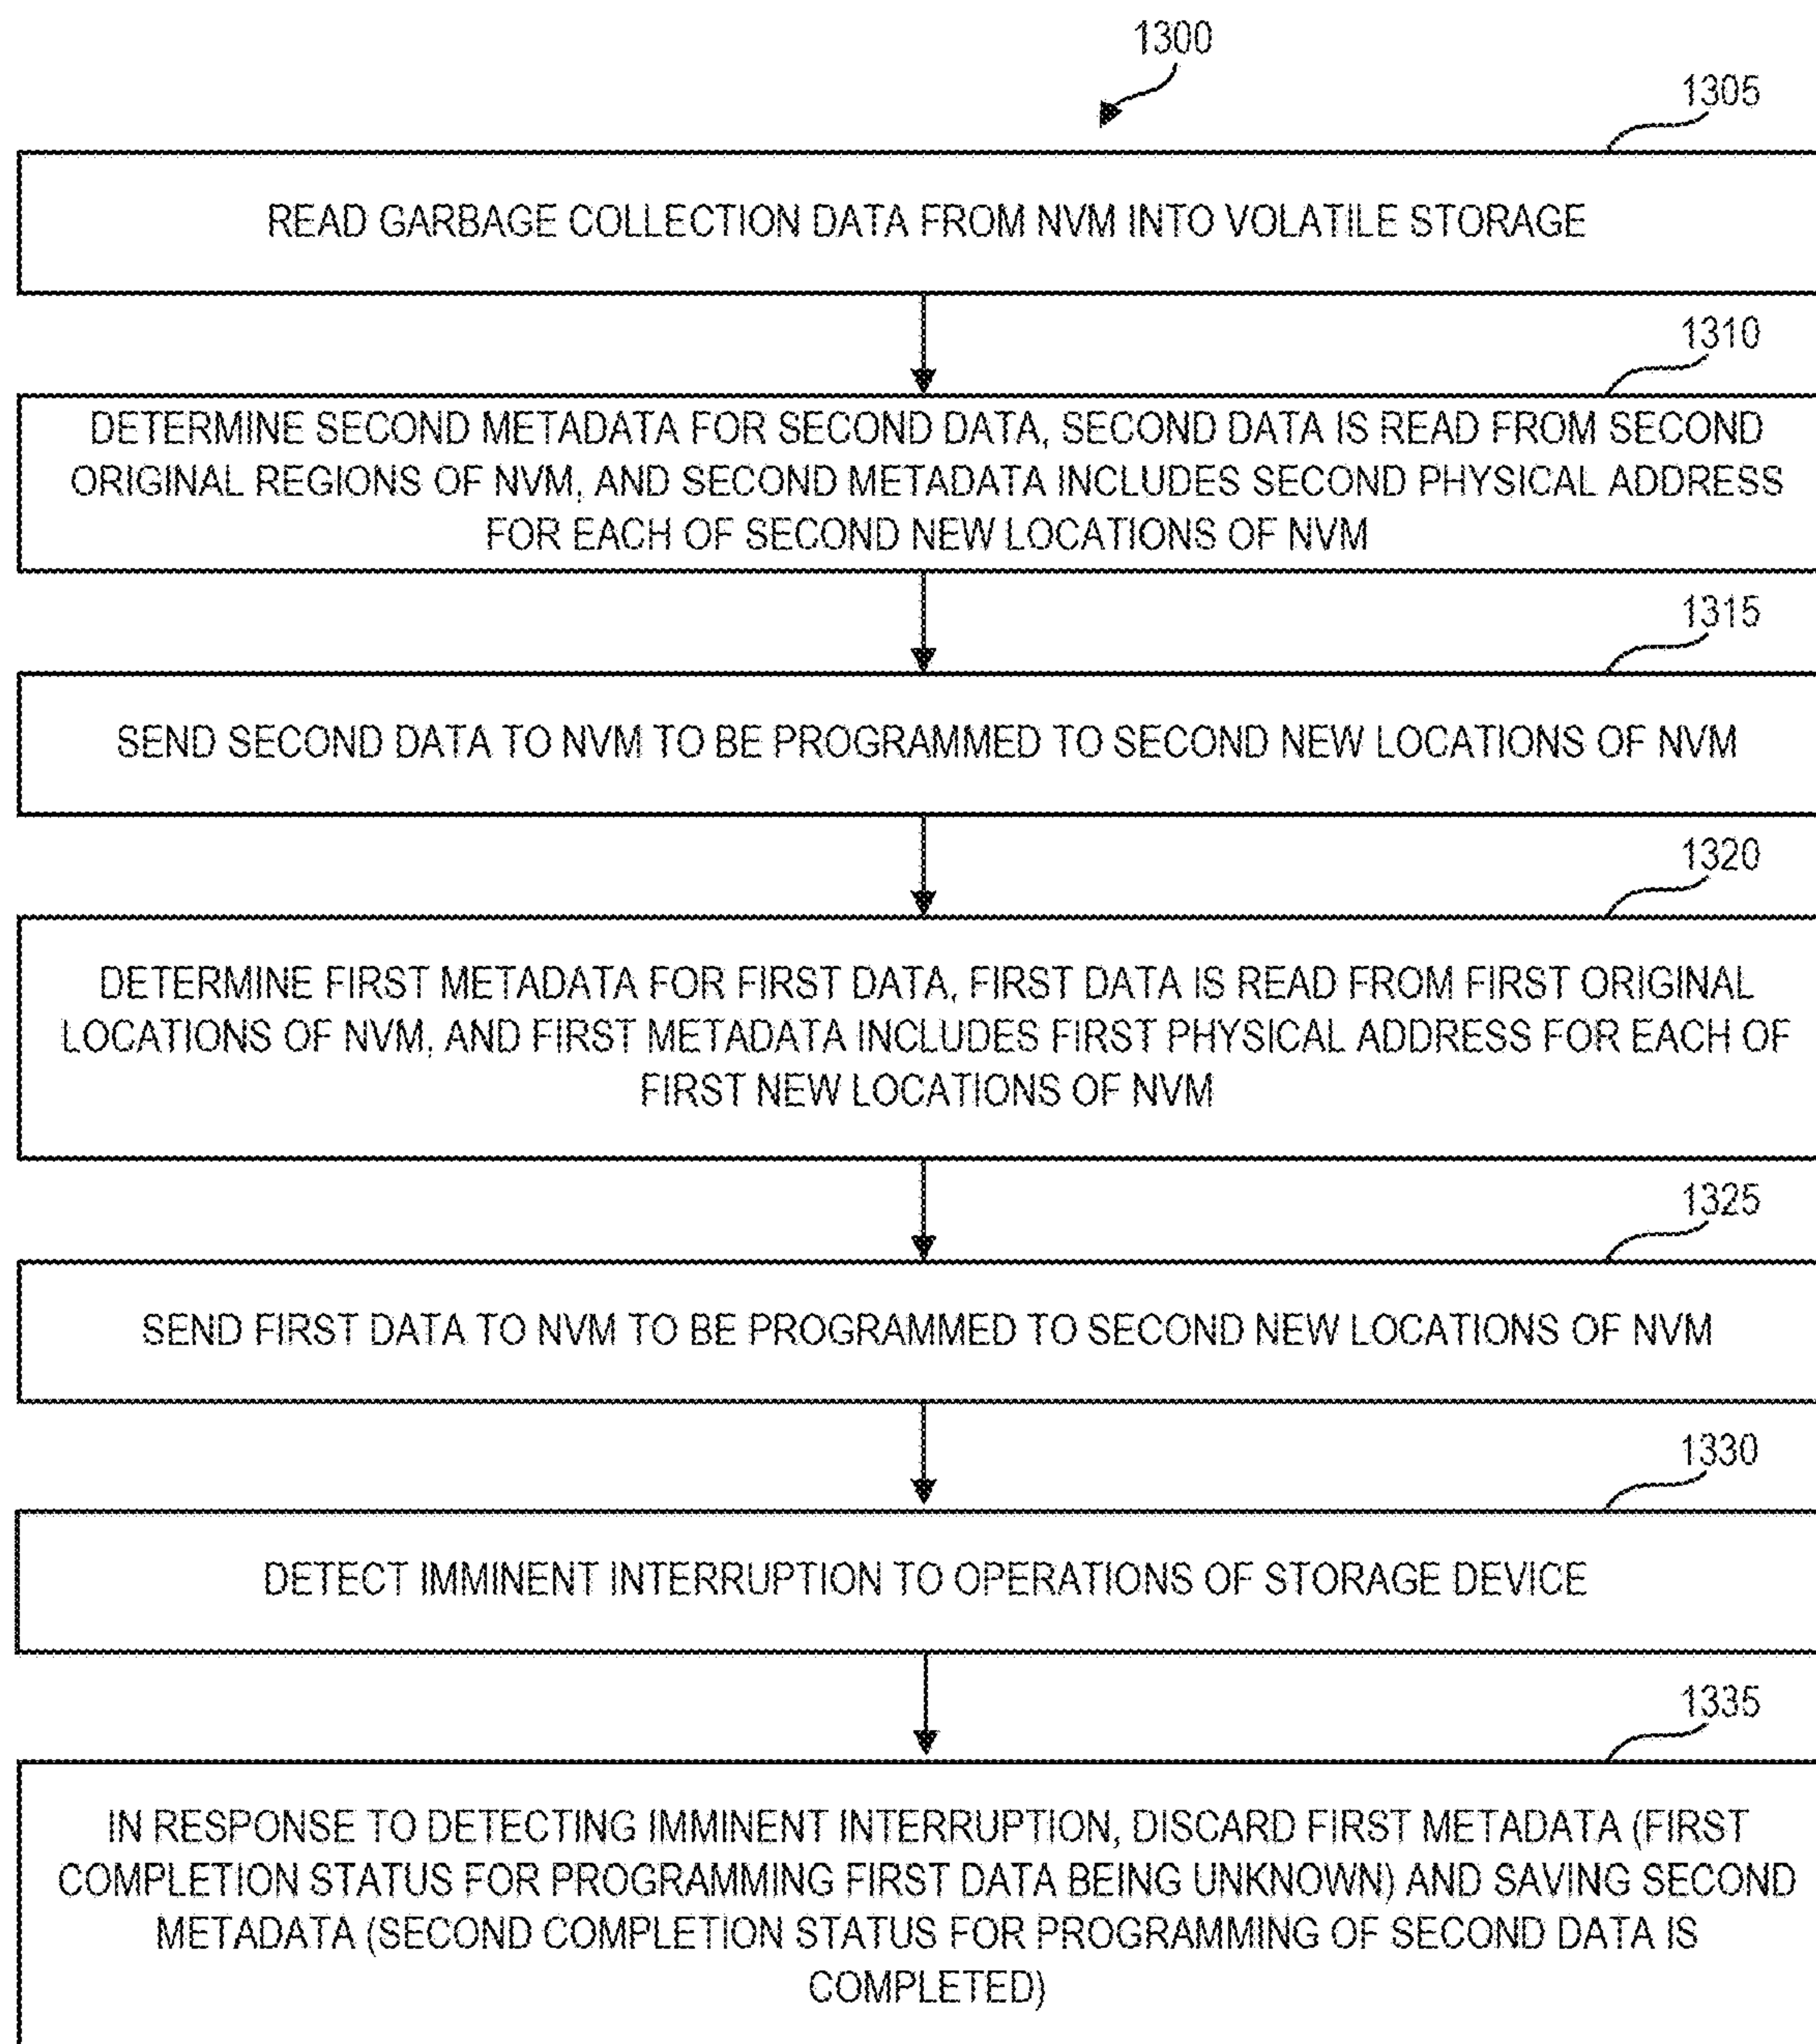 1300
1305
READ GARBAGE COLLECTION DATA FROM NVM INTO VOLATILE STORAGE
1310
DETERMINE SECOND METADATA FOR SECOND DATA, SECOND DATA IS READ FROM SECOND
ORIGINAL REGIONS OF NVM, AND SECOND METADATA INCLUDES SECOND PHYSICAL ADDRESS
FOR EACH OF SECOND NEW LOCATIONS OF NVM
1315
SEND SECOND DATA TO NVM TO BE PROGRAMMED TO SECOND NEW LOCATIONS OF NVM
1320
DETERMINE FIRST METADATA FOR FIRST DATA, FIRST DATA IS READ FROM FIRST ORIGINAL
LOCATIONS OF NVM, AND FIRST METADATA INCLUDES FIRST PHYSICAL ADDRESS FOR EACH OF
FIRST NEW LOCATIONS OF NVM
1325
SEND FIRST DATA TO NVM TO BE PROGRAMMED TO SECOND NEW LOCATIONS OF NVM
1330
DETECT IMMINENT INTERRUPTION TO OPERATIONS OF STORAGE DEVICE
1335
IN RESPONSE TO DETECTING IMMINENT INTERRUPTION, DISCARD FIRST METADATA (FIRST
COMPLETION STATUS FOR PROGRAMMING FIRST DATA BEING UNKNOWN) AND SAVING SECOND
METADATA (SECOND COMPLETION STATUS FOR PROGRAMMING OF SECOND DATA IS
COMPLETED)